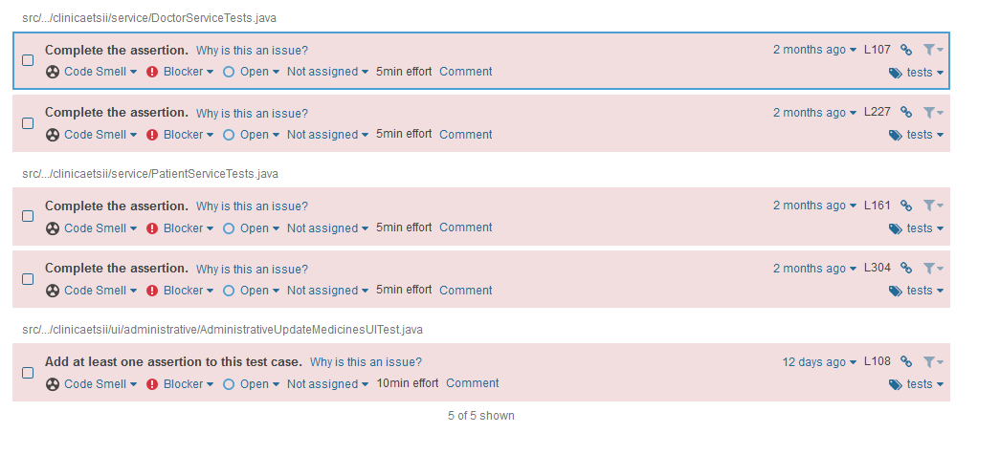 src/.../clinicaetsii/service/DoctorServiceTests.java
Complete the assertion. Why is this an issue? 2 months ago L107
Code Smell Blocker Open Not assigned 5min effort Comment tests
Complete the assertion. Why is this an issue? 2 months ago L227
Code Smell Blocker Open Not assigned 5min effort Comment tests
src/.../clinicaetsii/service/PatientServiceTests.java
Complete the assertion. Why is this an issue? 2 months ago L161
Code Smell Blocker Open Not assigned 5min effort Comment tests
Complete the assertion. Why is this an issue? 2 months ago L304
Code Smell Blocker Open Not assigned 5min effort Comment tests
src/.../clinicaetsii/ui/administrative/AdministrativeUpdateMedicinesUITest.java
Add at least one assertion to this test case. Why is this an issue? 12 days ago L108
Code Smell Blocker Open Not assigned 10min effort Comment tests
5 of 5 shown